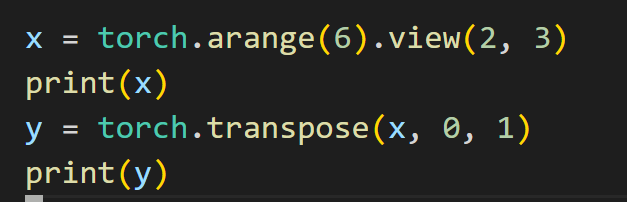 x = torch.arange(6).view(2, 3)
print(x)
y = torch.transpose(x, 0, 1)
print(y)